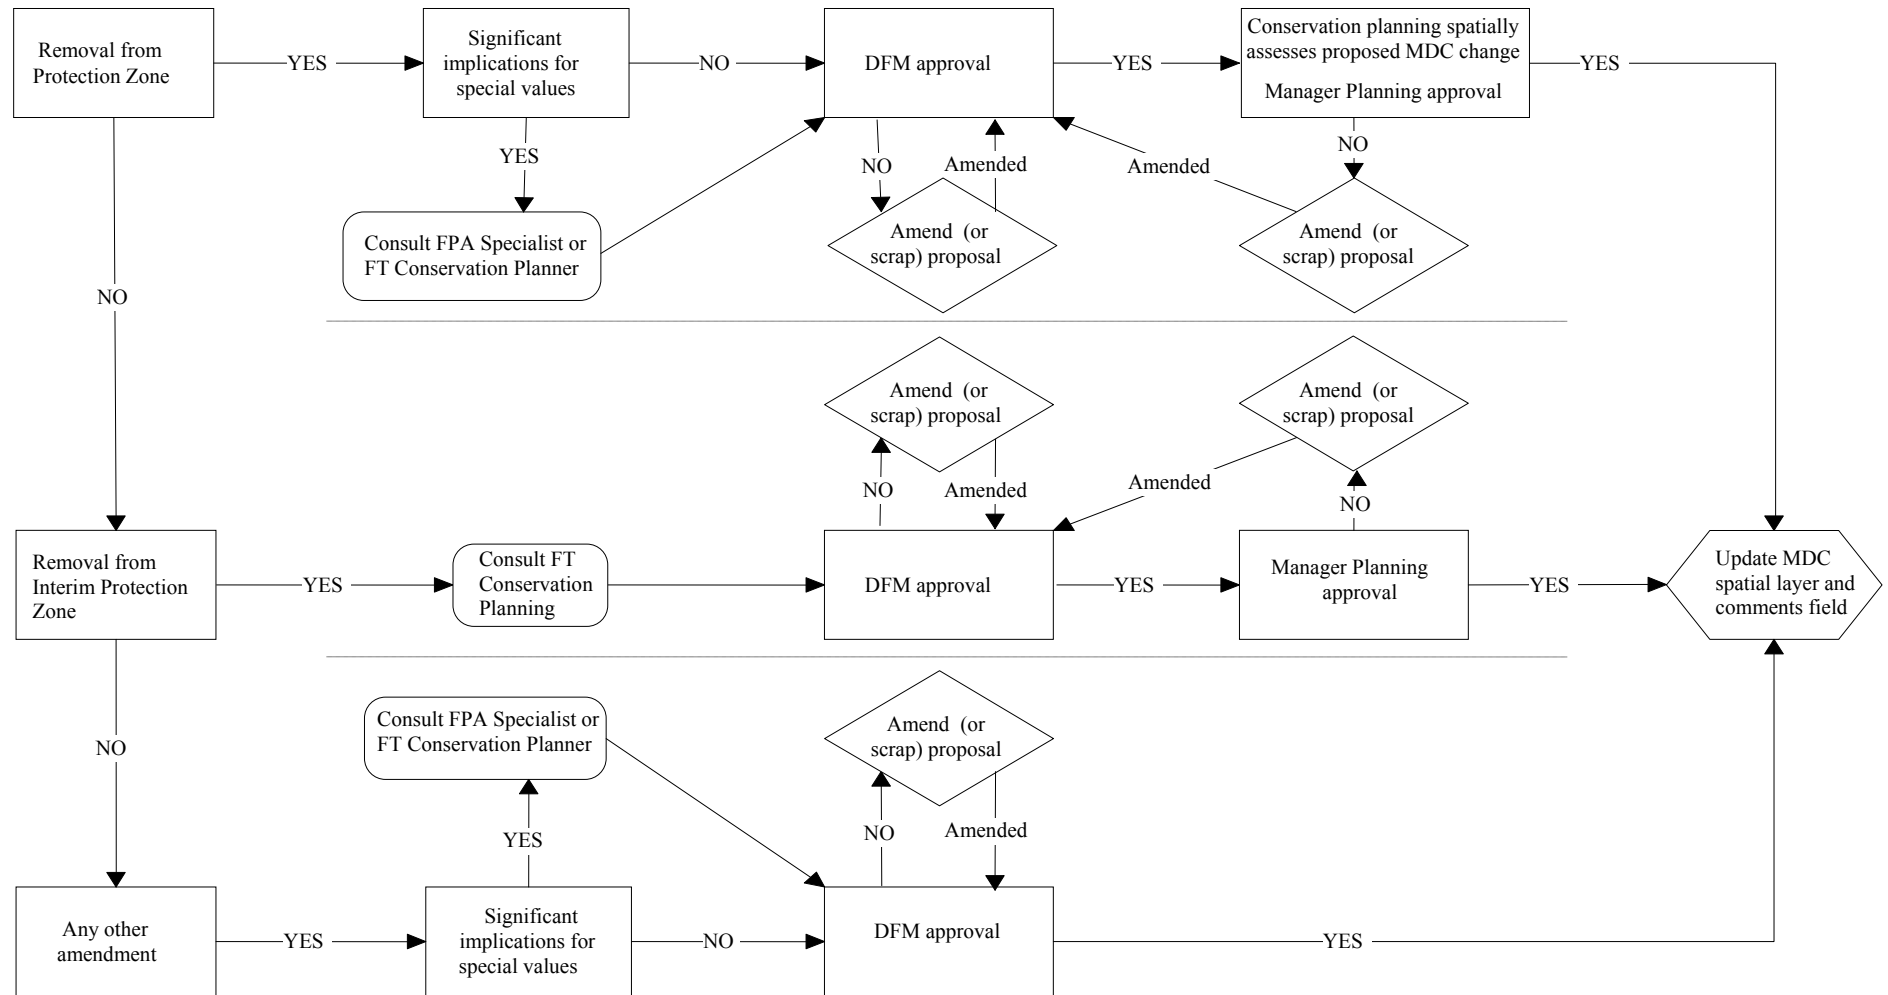 Removal from
Protection Zone
YES
Significant
implications for
special values
NO
DFM approval
YES
Conservation planning spatially
assesses proposed MDC change
Manager Planning approval
YES
YES
NO
Amended
Amended
NO
Consult FPA Specialist or
FT Conservation Planner
Amend (or
scrap) proposal
Amend (or
scrap) proposal
NO
Amend (or
scrap) proposal
Amend (or
scrap) proposal
NO
Amended
Amended
NO
Removal from
Interim Protection
Zone
YES
Consult FT
Conservation
Planning
DFM approval
YES
Manager Planning
approval
YES
Update MDC
spatial layer and
comments field
NO
Consult FPA Specialist or
FT Conservation Planner
Amend (or
scrap) proposal
YES
NO
Amended
Any other
amendment
YES
Significant
implications for
special values
NO
DFM approval
YES